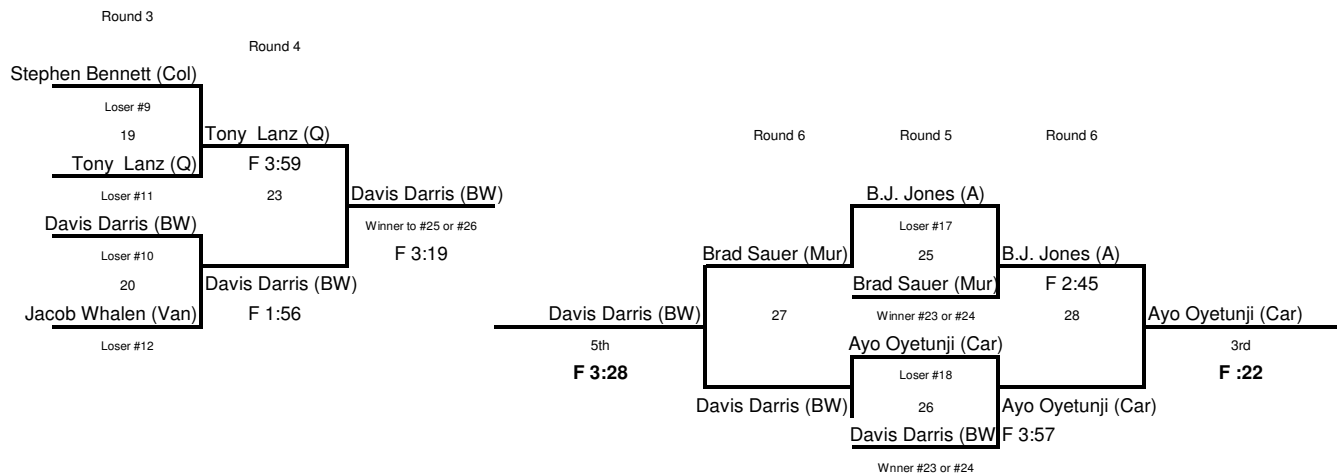 Round 3
Round 4
Stephen Bennett (Col)
Loser #9
19
Tony Lanz (Q)
Tony Lanz (Q)
F 3:59
Loser #11
23
Davis Darris (BW)
Davis Darris (BW)
Loser #10
Winner to #25 or #26
F 3:19
20
Davis Darris (BW)
Jacob Whalen (Van)
F 1:56
Loser #12
Round 6
Round 5
Round 6
B.J. Jones (A)
Loser #17
Brad Sauer (Mur)
25
B.J. Jones (A)
Brad Sauer (Mur)
F 2:45
Davis Darris (BW)
27
Winner #23 or #24
28
Ayo Oyetunji (Car)
5th
Ayo Oyetunji (Car)
3rd
F 3:28
Loser #18
F :22
Davis Darris (BW)
26
Ayo Oyetunji (Car)
Davis Darris (BW
F 3:57
Wnner #23 or #24